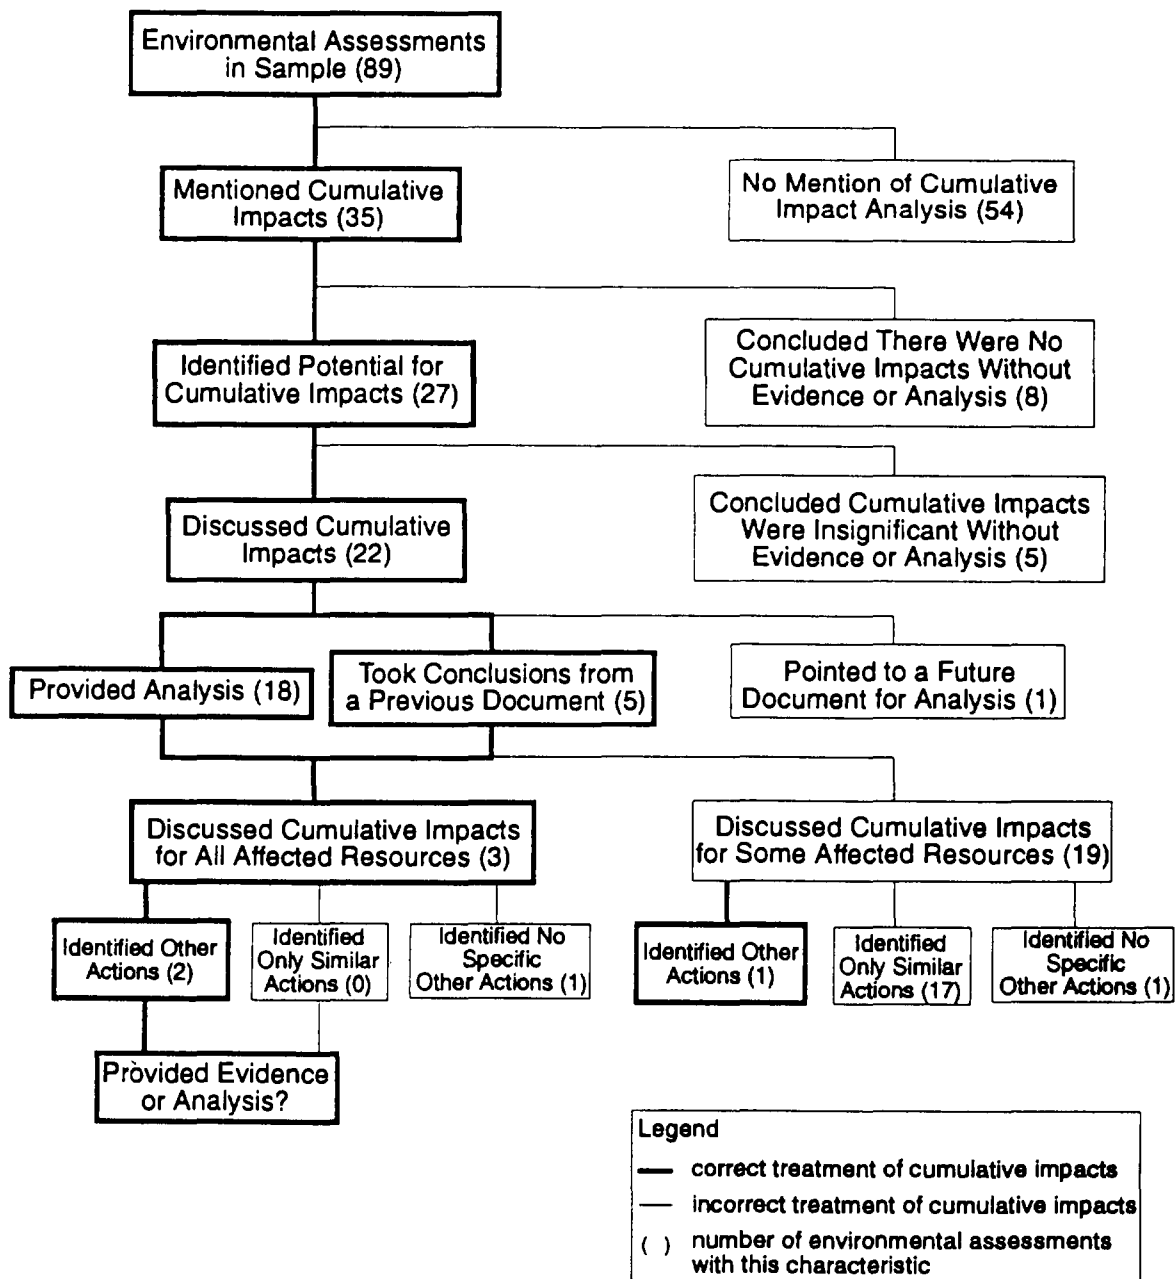 Environmental Assessments
in Sample (89)
Mentioned Cumulative
Impacts (35)
No Mention of Cumulative
Impact Analysis (54)
Identified Potential for
Cumulative Impacts (27)
Concluded There Were No
Cumulative Impacts Without
Evidence or Analysis (8)
Discussed Cumulative
Impacts (22)
Concluded Cumulative Impacts
Were Insignificant Without
Evidence or Analysis (5)
Provided Analysis (18)
Took Conclusions from
a Previous Document (5)
Pointed to a Future
Document for Analysis (1)
Discussed Cumulative Impacts
for All Affected Resources (3)
Discussed Cumulative Impacts
for Some Affected Resources (19)
Identified Other
Actions (2)
Identified
Only Similar
Actions (0)
Identified No
Specific
Other Actions (1)
Identified Other
Actions (1)
Identified
Only Similar
Actions (17)
Identified No
Specific
Other Actions (1)
Provided Evidence
or Analysis?
Legend
correct treatment of cumulative impacts
incorrect treatment of cumulative impacts
( ) number of environmental assessments
with this characteristic